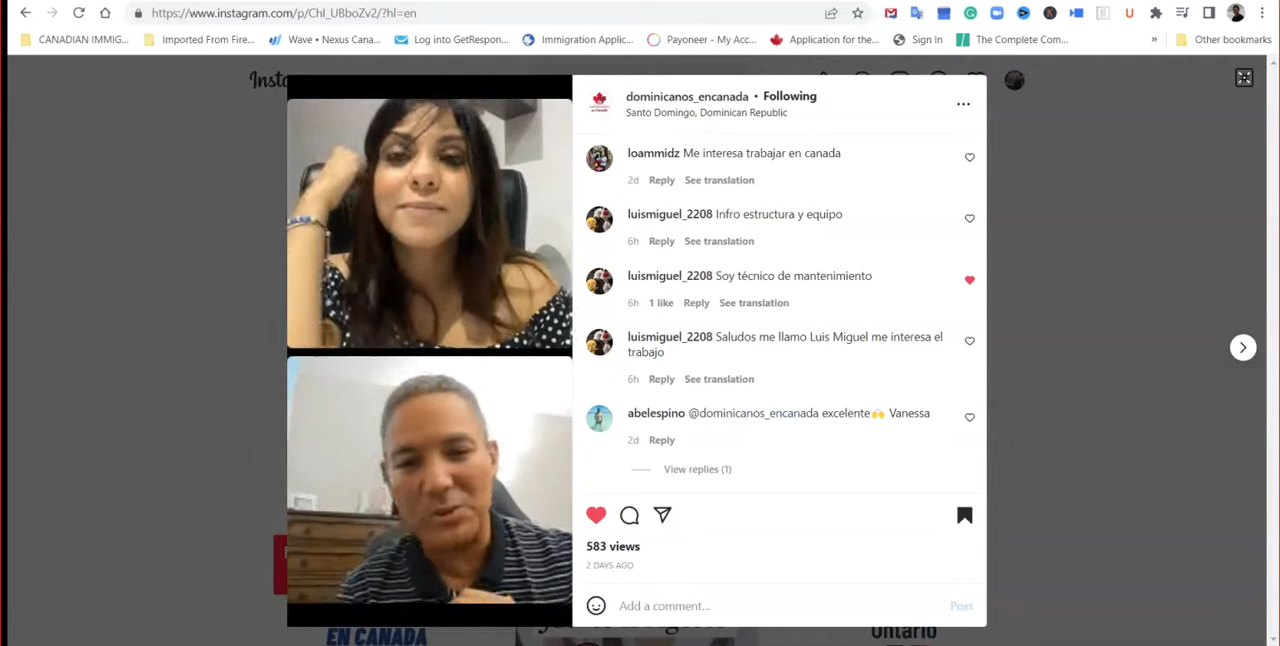 https://www.instagram.com/p/ChI_UBboZv2/?hl=en
CANADIAN IMMIG...
Imported From Fire...
Wave • Nexus Cana...
Log into GetRespon...
Immigration Applic...
Payoneer - My Acc...
Application for the...
Sign In
The Complete Com...
»
Other bookmarks
dominicanos_encanada • Following
Santo Domingo, Dominican Republic
loammidz Me interesa trabajar en canada
2d Reply See translation
luismiguel_2208 Infro estructura y equipo
6h Reply See translation
luismiguel_2208 Soy técnico de mantenimiento
6h 1 like Reply See translation
luismiguel_2208 Saludos me llamo Luis Miguel me interesa el
trabajo
6h Reply See translation
abelespino @dominicanos_encanada excelente🙌 Vanessa
2d Reply
View replies (1)
583 views
2 DAYS AGO
Add a comment...
Post
EN CANADA
Ontario